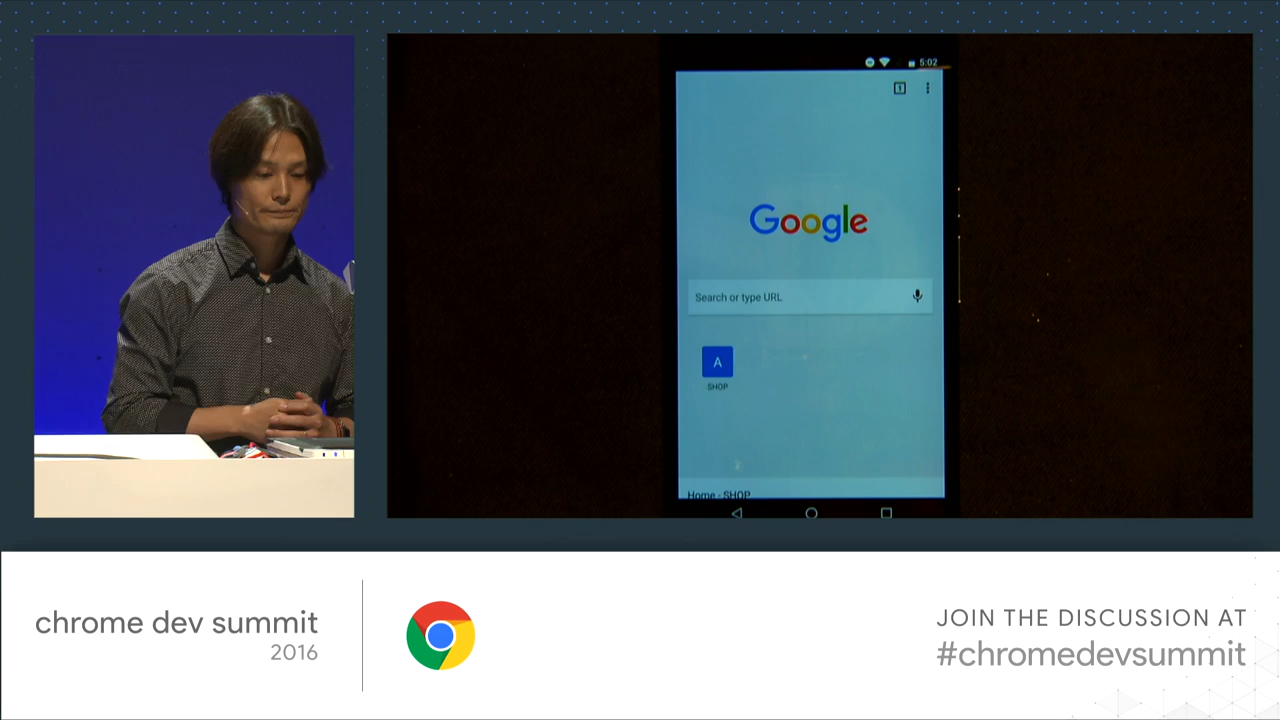 5:02
1
Google
Search or type URL
A
SHOP
Home - SHOP
chrome dev summit
2016
JOIN THE DISCUSSION AT
#chromedevsummit